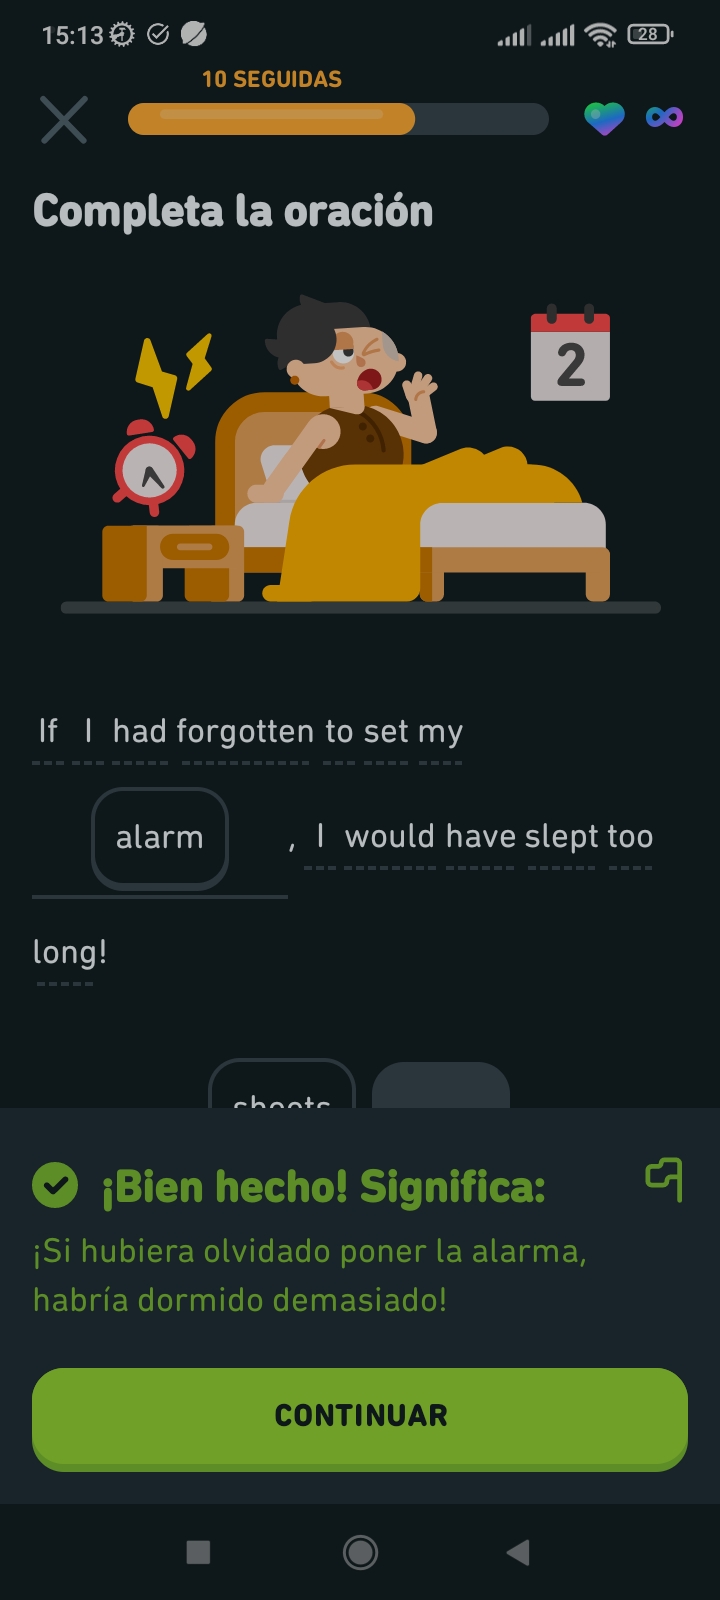 15:13
28
10 SEGUIDAS
Completa la oración
2
If I had forgotten to set my
alarm , I would have slept too
long!
¡Bien hecho! Significa:
¡Si hubiera olvidado poner la alarma,
habría dormido demasiado!
CONTINUAR